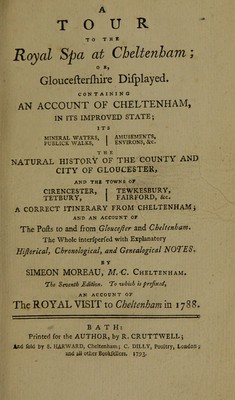 A
TOUR
TO THE
Royal Spa at Cheltenham;
OR,
Gloucesterſhire Diſplayed.
CONTAINING
AN ACCOUNT OF CHELTENHAM,
IN ITS IMPROVED STATE;
ITS
MINERAL WATERS, | AMUSEMENTS,
PUBLICK WALKS, | ENVIRONS, &c.
THE
NATURAL HISTORY OF THE COUNTY AND
CITY OF GLOUCESTER,
AND THE TOWNS OF
CIRENCESTER, | TEWKESBURY,
TETBURY, | FAIRFORD, &c.
A CORRECT ITINERARY FROM CHELTENHAM;
AND AN ACCOUNT OF
The Poſts to and from Glouceſter and Cheltenham.
The Whole interſperſed with Explanatory
Hiſtorical, Chronological, and Genealogical NOTES.
BY
SIMEON MOREAU, M.C. CHELTENHAM.
The Seventh Edition. To which is prefixed,
AN ACCOUNT OF
The ROYAL VISIT to Cheltenham in 1788.
BATH:
Printed for the AUTHOR, by R. CRUTTWELL;
And ſold by S. HARWARD, Cheltenham; C. DILLY, Poultry, London;
and all other Bookſellers. 1793.